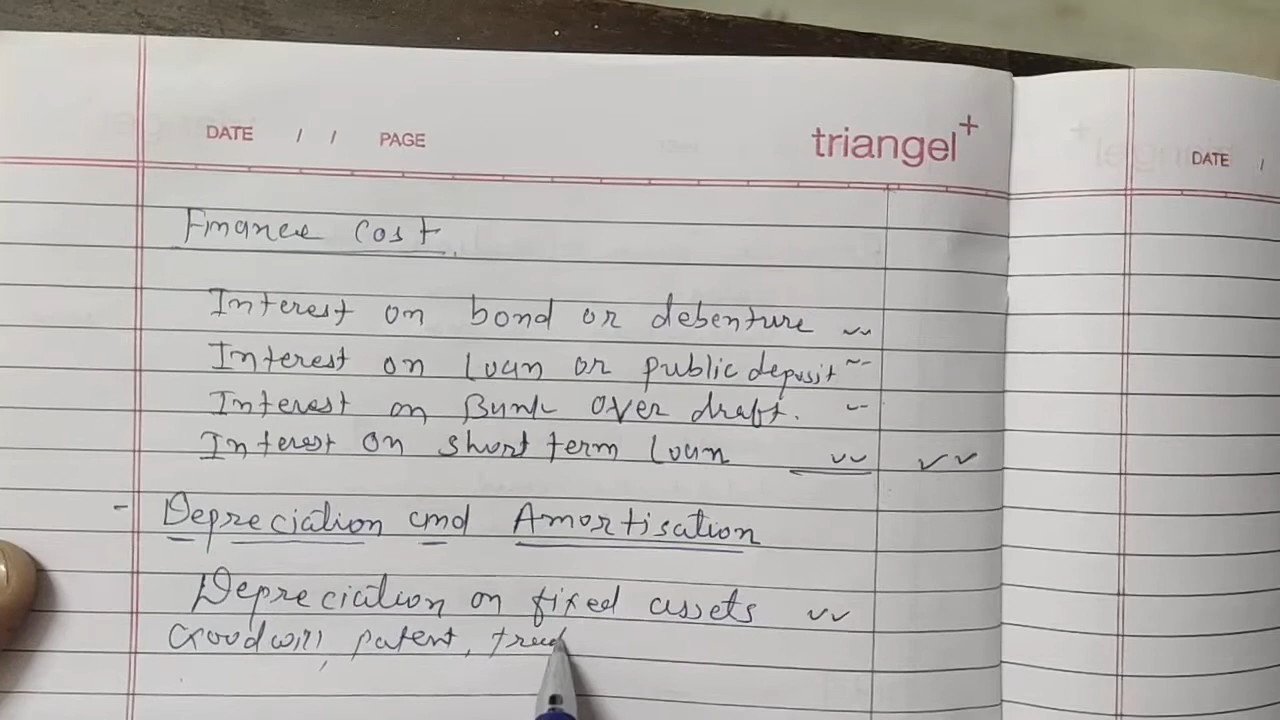 DATE / / PAGE
triangel+
DATE /
Finance cost
Interest on bond or debenture
Interest on Loan or public deposit
Interest on Bank over draft.
Interest on short term Loan
- Depreciation and Amortisation
Depreciation on fixed assets
Goodwill, patent, trad